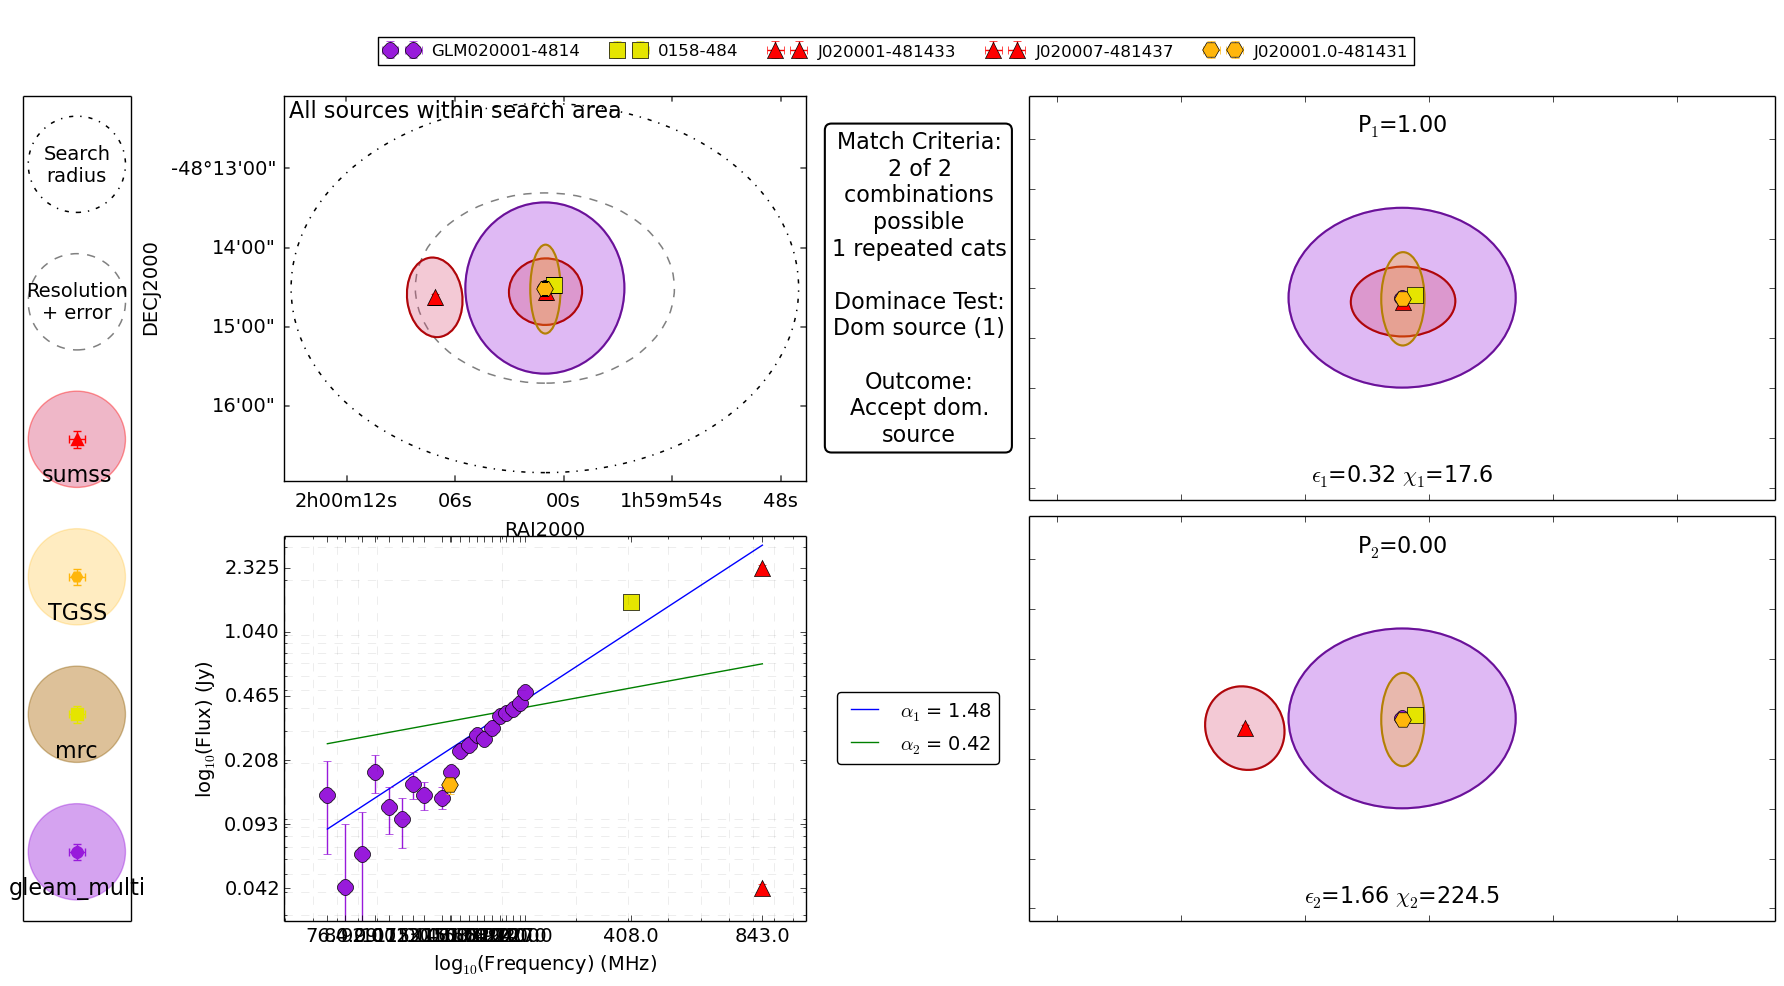 GLM020001-4814 0158-484 J020001-481433 J020007-481437 J020001.0-481431
Search
radius
Resolution
+ error
sumss
TGSS
mrc
gleam_multi
All sources within search area
DECJ2000
-48°13'00"
14'00"
15'00"
16'00"
2h00m12s 06s 00s 1h59m54s 48s
RAJ2000
Match Criteria:
2 of 2
combinations
possible
1 repeated cats
Dominace Test:
Dom source (1)
Outcome:
Accept dom.
source
P₁=1.00
ϵ₁=0.32 χ₁=17.6
log₁₀(Flux) (Jy)
2.325
1.040
0.465
0.208
0.093
0.042
408.0 843.0
log₁₀(Frequency) (MHz)
α₁ = 1.48
α₂ = 0.42
P₂=0.00
ϵ₂=1.66 χ₂=224.5